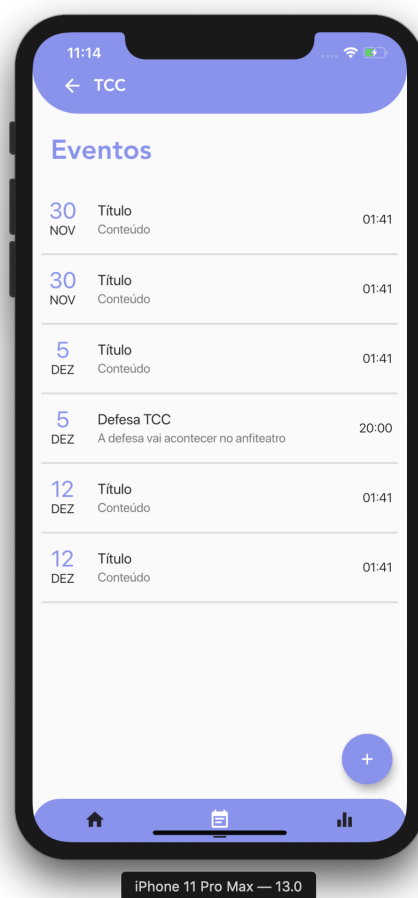 11:14
TCC
Eventos
30 Título 01:41
NOV Conteúdo
30 Título 01:41
NOV Conteúdo
5 Título 01:41
DEZ Conteúdo
5 Defesa TCC 20:00
DEZ A defesa vai acontecer no anfiteatro
12 Título 01:41
DEZ Conteúdo
12 Título 01:41
DEZ Conteúdo
+
iPhone 11 Pro Max — 13.0